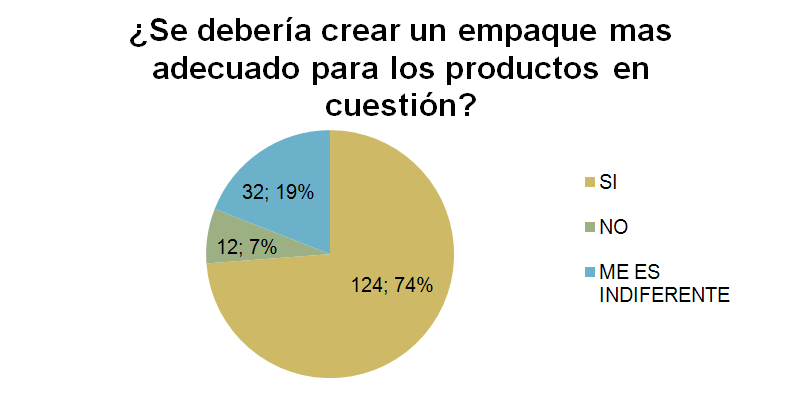 ¿Se debería crear un empaque mas
adecuado para los productos en
cuestión?
32; 19%
12; 7%
124; 74%
SI
NO
ME ES
INDIFERENTE